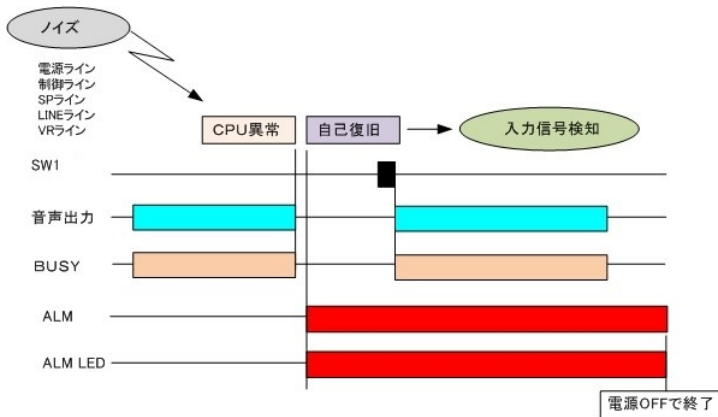 ノイズ
電源ライン
制御ライン
SPライン
LINEライン
VRライン
CPU異常
自己復旧
入力信号検知
SW1
音声出力
BUSY
ALM
ALM LED
電源OFFで終了